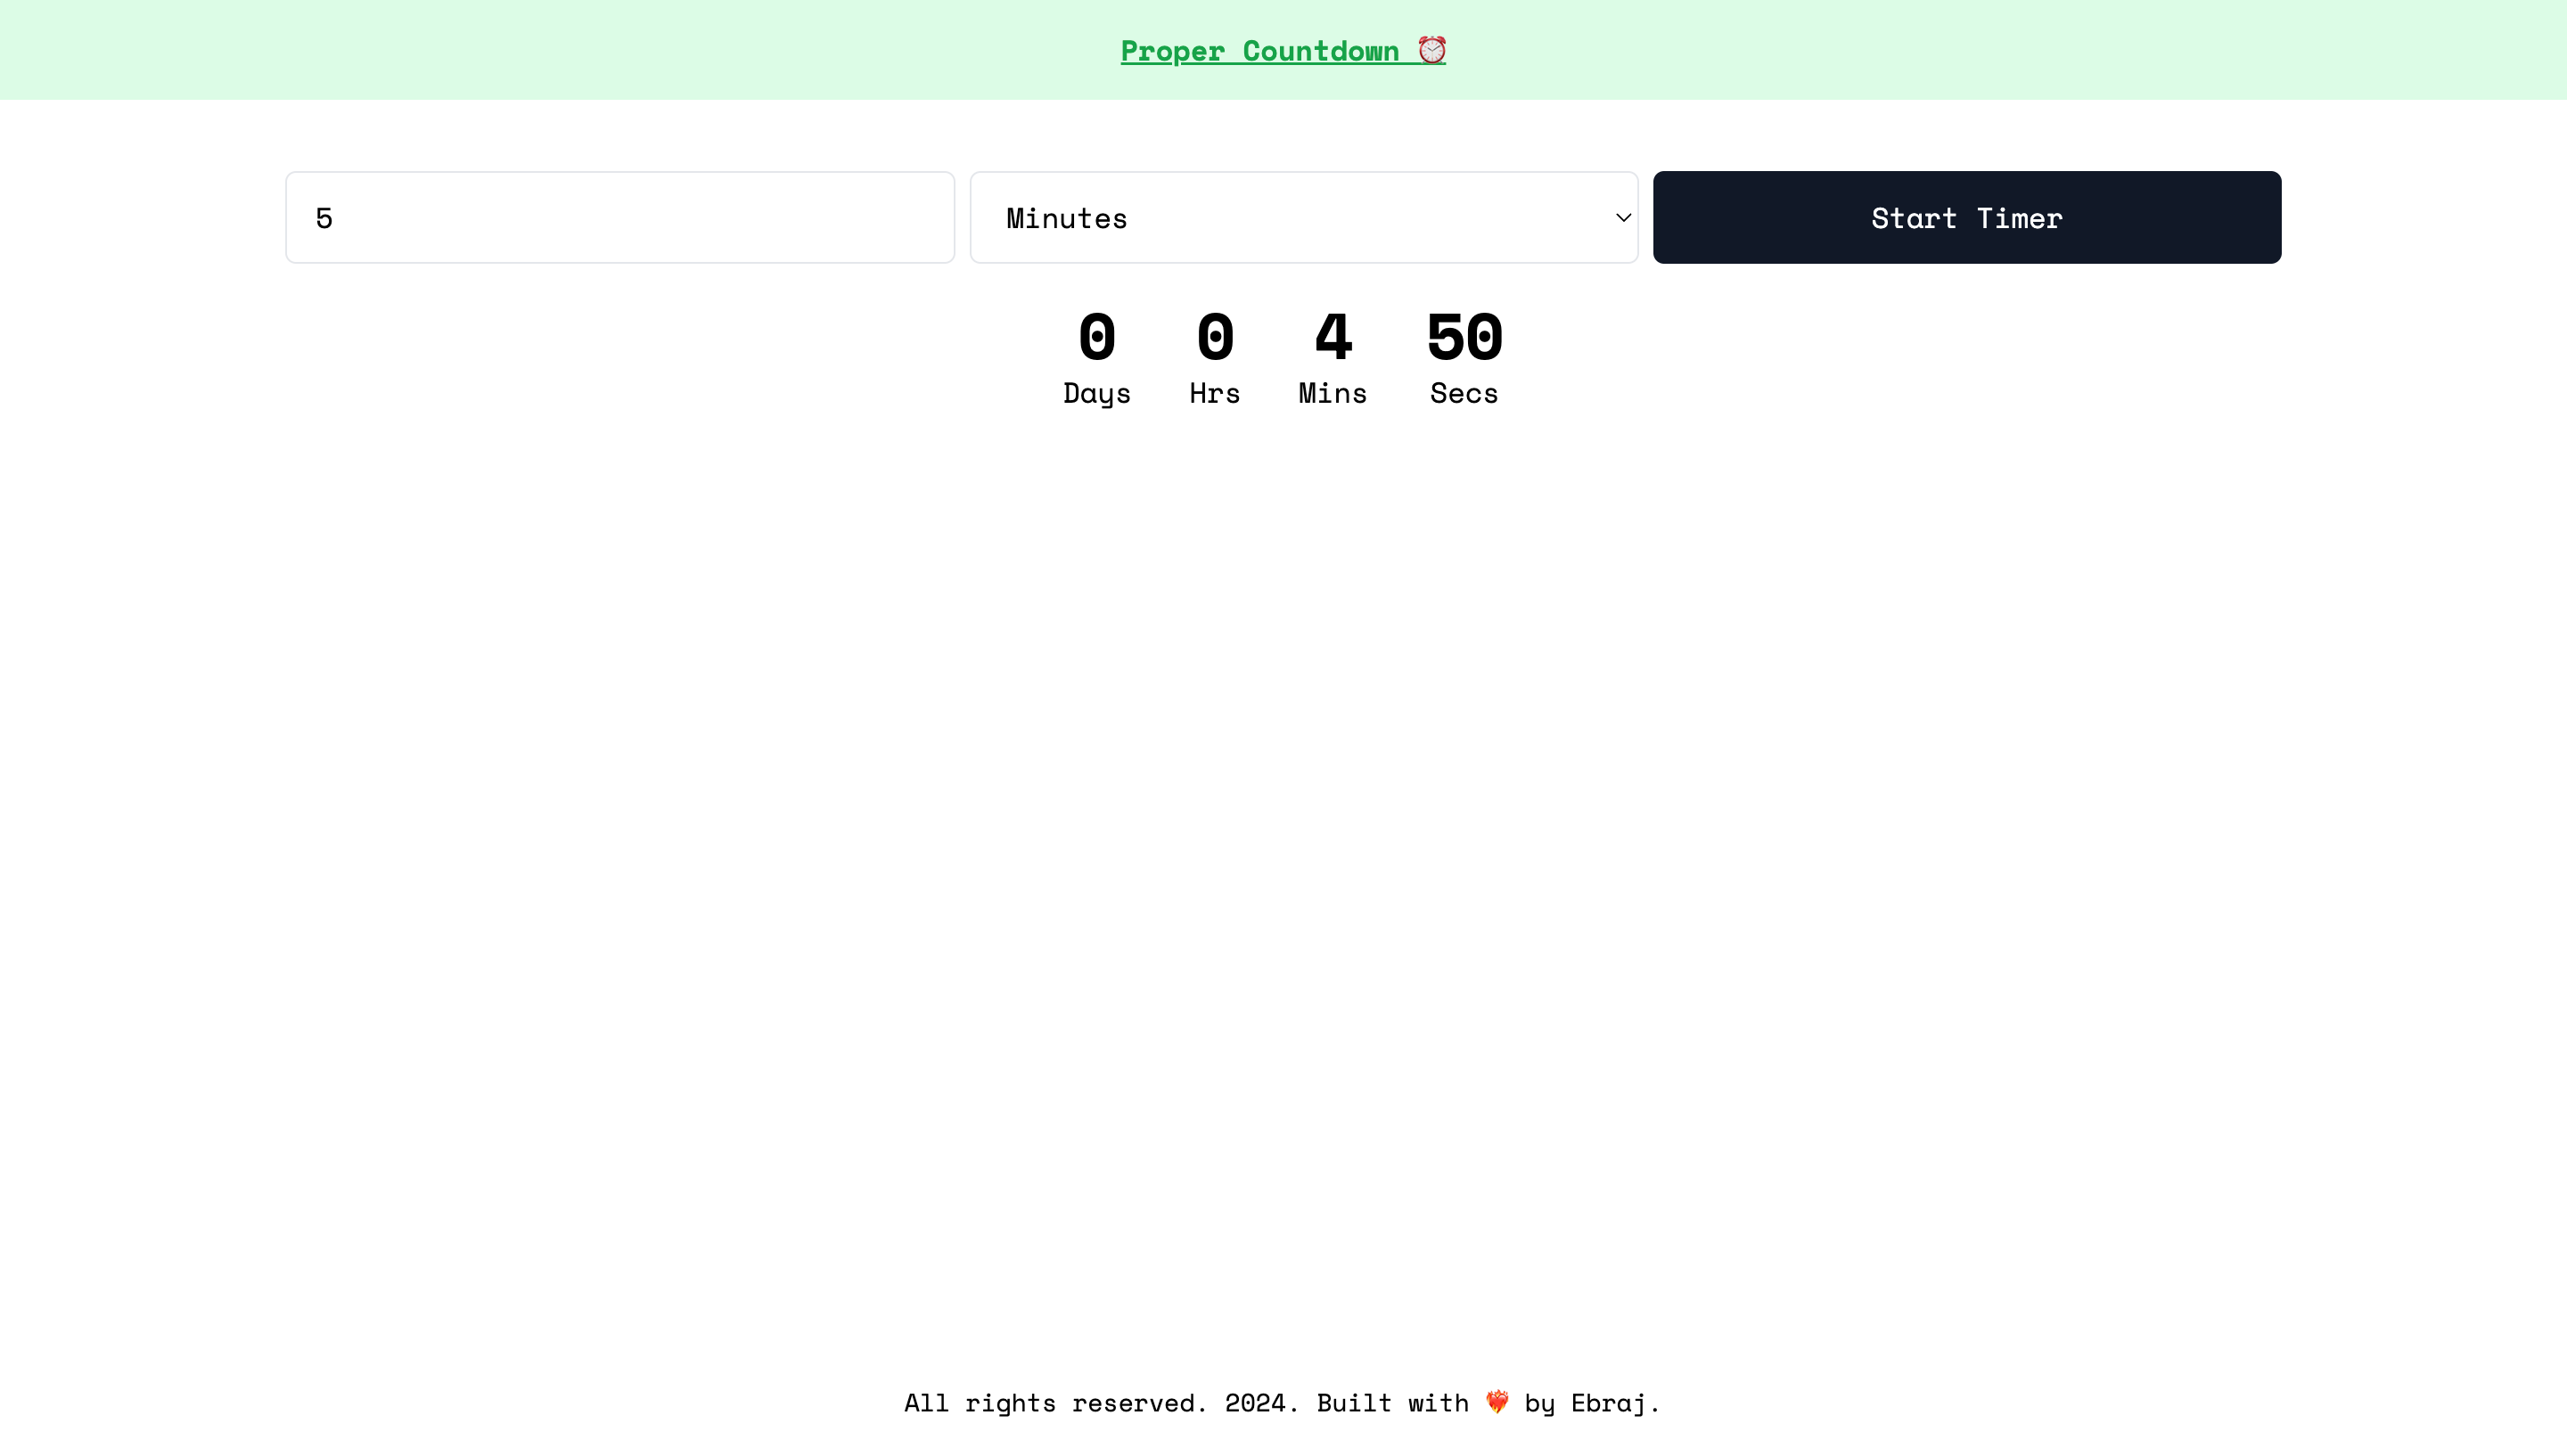 Proper Countdown ⏰
5
Minutes
Start Timer
0 0 4 50
Days Hrs Mins Secs
All rights reserved. 2024. Built with ❤️‍🔥 by Ebraj.